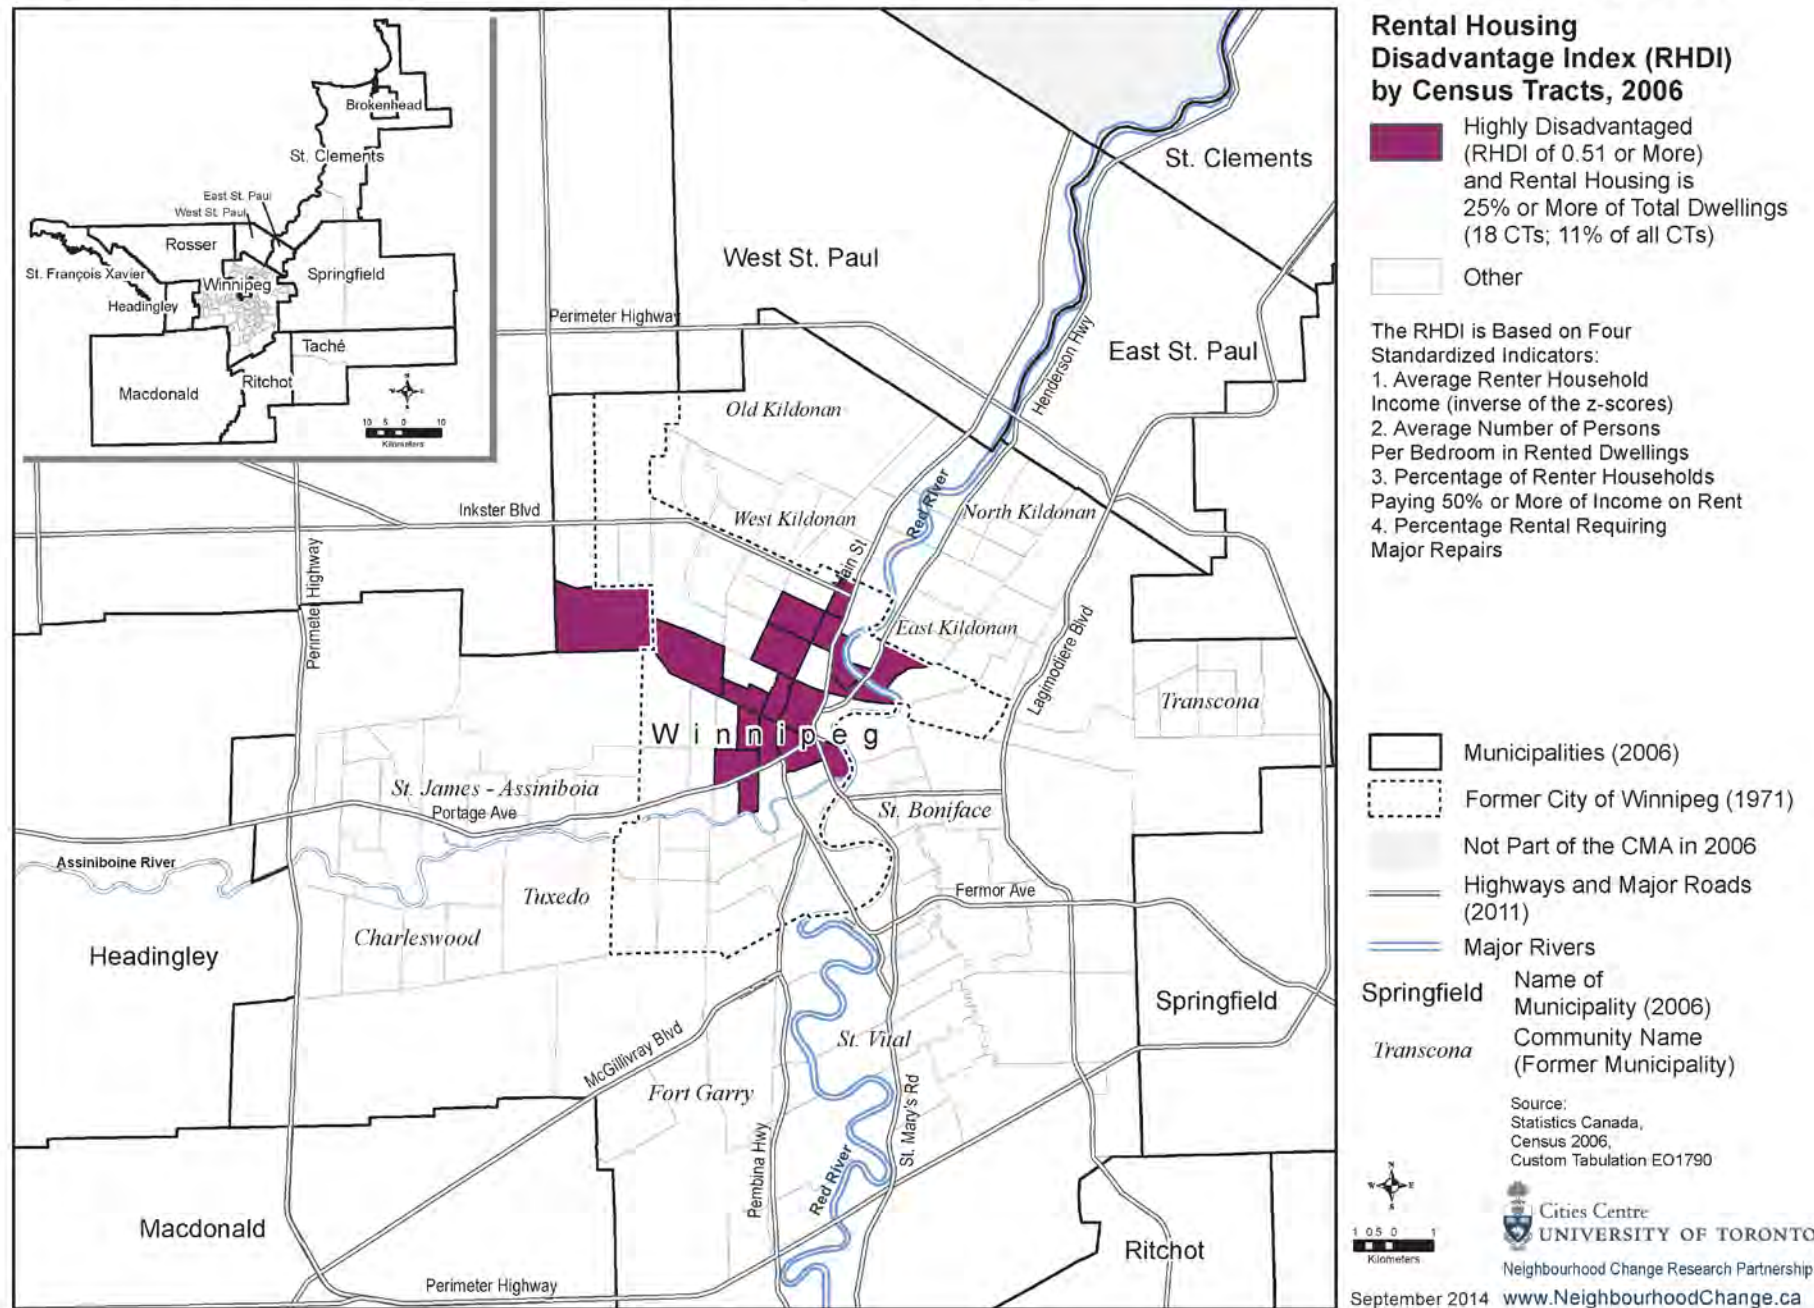 Brokenhead
St. Clements
East St. Paul
West St. Paul
Rosser
St. François Xavier
Winnipeg
Springfield
Headingley
Taché
Macdonald
Ritchot
N
W E
S
10 5 0 10
Kilometers
St. Clements
West St. Paul
Perimeter Highway
Henderson Hwy
East St. Paul
Old Kildonan
Inkster Blvd
West Kildonan
Red River
North Kildonan
Main St
Perimeter Highway
East Kildonan
Lagimodiere Blvd
Transcona
Winnipeg
St. James - Assiniboia
Portage Ave
St. Boniface
Assiniboine River
Tuxedo
Fermor Ave
Charleswood
Headingley
Springfield
McGillivray Blvd
St. Vital
Fort Garry
St. Mary's Rd
Pembina Hwy
Red River
Macdonald
Ritchot
Perimeter Highway
Rental Housing
Disadvantage Index (RHDI)
by Census Tracts, 2006
Highly Disadvantaged
(RHDI of 0.51 or More)
and Rental Housing is
25% or More of Total Dwellings
(18 CTs; 11% of all CTs)
Other
The RHDI is Based on Four
Standardized Indicators:
1. Average Renter Household
Income (inverse of the z-scores)
2. Average Number of Persons
Per Bedroom in Rented Dwellings
3. Percentage of Renter Households
Paying 50% or More of Income on Rent
4. Percentage Rental Requiring
Major Repairs
Municipalities (2006)
Former City of Winnipeg (1971)
Not Part of the CMA in 2006
Highways and Major Roads
(2011)
Major Rivers
Springfield Name of
Municipality (2006)
Transcona Community Name
(Former Municipality)
Source:
Statistics Canada,
Census 2006,
Custom Tabulation EO1790
N
W E
S
1 0.5 0 1
Kilometers
Cities Centre
UNIVERSITY OF TORONTO
Neighbourhood Change Research Partnership
September 2014 www.NeighbourhoodChange.ca